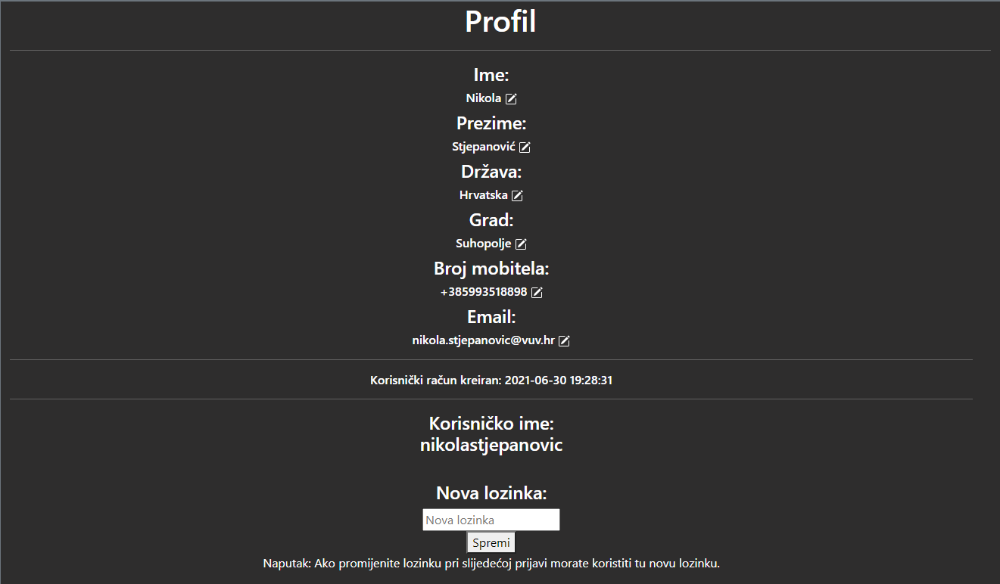 Profil
Ime:
Nikola
Prezime:
Stjepanović
Država:
Hrvatska
Grad:
Suhopolje
Broj mobitela:
+385993518898
Email:
nikola.stjepanovic@vuv.hr
Korisnički račun kreiran: 2021-06-30 19:28:31
Korisničko ime:
nikolastjepanovic
Nova lozinka:
Nova lozinka
Spremi
Naputak: Ako promijenite lozinku pri slijedećoj prijavi morate koristiti tu novu lozinku.